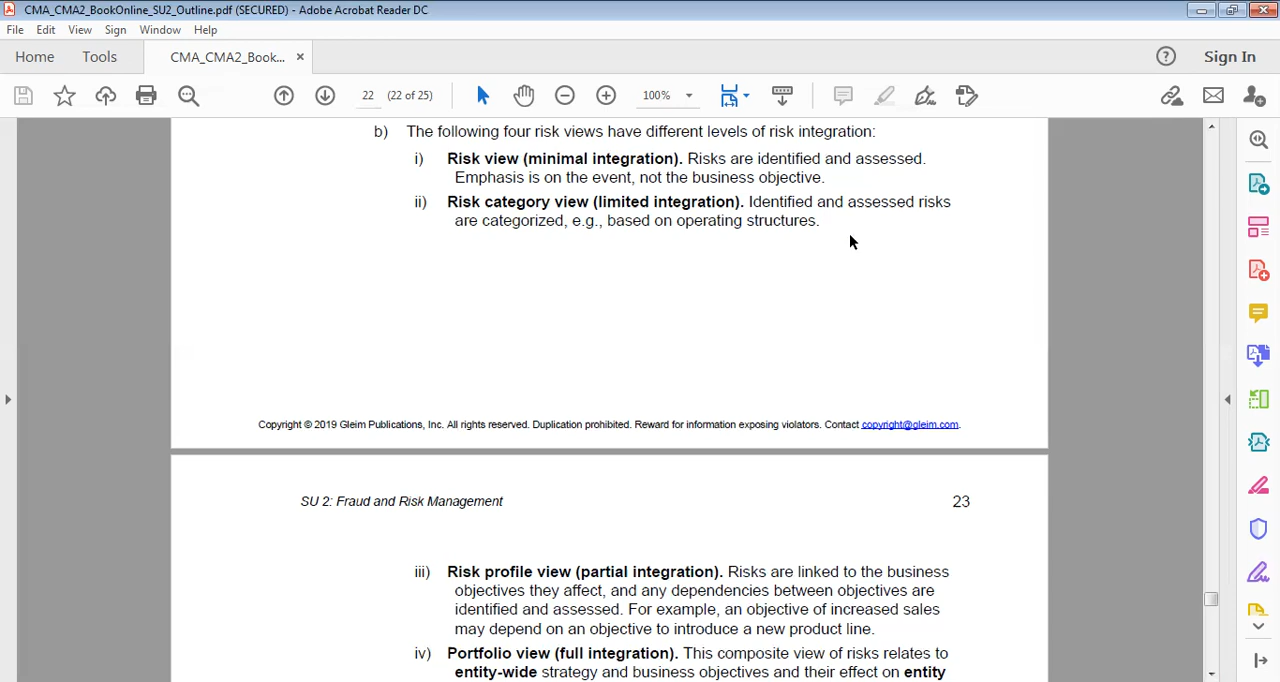 CMA_CMA2_BookOnline_SU2_Outline.pdf (SECURED) - Adobe Acrobat Reader DC
File Edit View Sign Window Help
Home Tools CMA_CMA2_Book... × Sign In
22 (22 of 25) 100%
b) The following four risk views have different levels of risk integration:
i) Risk view (minimal integration). Risks are identified and assessed.
Emphasis is on the event, not the business objective.
ii) Risk category view (limited integration). Identified and assessed risks
are categorized, e.g., based on operating structures.
Copyright © 2019 Gleim Publications, Inc. All rights reserved. Duplication prohibited. Reward for information exposing violators. Contact copyright@gleim.com.
SU 2: Fraud and Risk Management 23
iii) Risk profile view (partial integration). Risks are linked to the business
objectives they affect, and any dependencies between objectives are
identified and assessed. For example, an objective of increased sales
may depend on an objective to introduce a new product line.
iv) Portfolio view (full integration). This composite view of risks relates to
entity-wide strategy and business objectives and their effect on entity